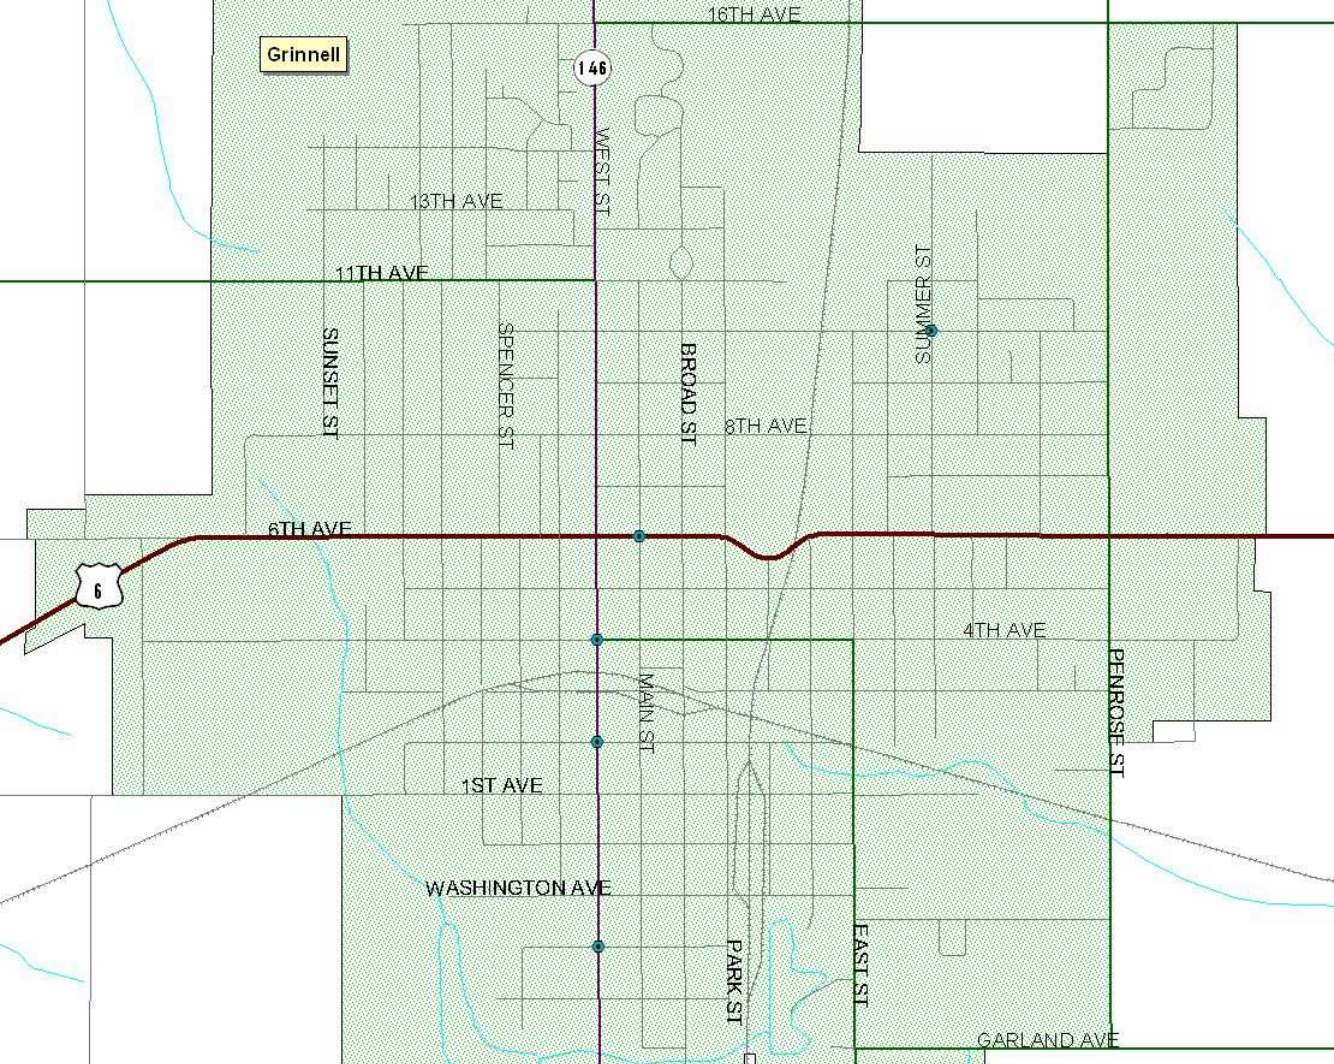 16TH AVE
Grinnell
146
WEST ST
13TH AVE
11TH AVE
SUMMER ST
SUNSET ST
SPENCER ST
BROAD ST
8TH AVE
6TH AVE
6
4TH AVE
PENROSE ST
MAIN ST
1ST AVE
WASHINGTON AVE
PARK ST
EAST ST
GARLAND AVE